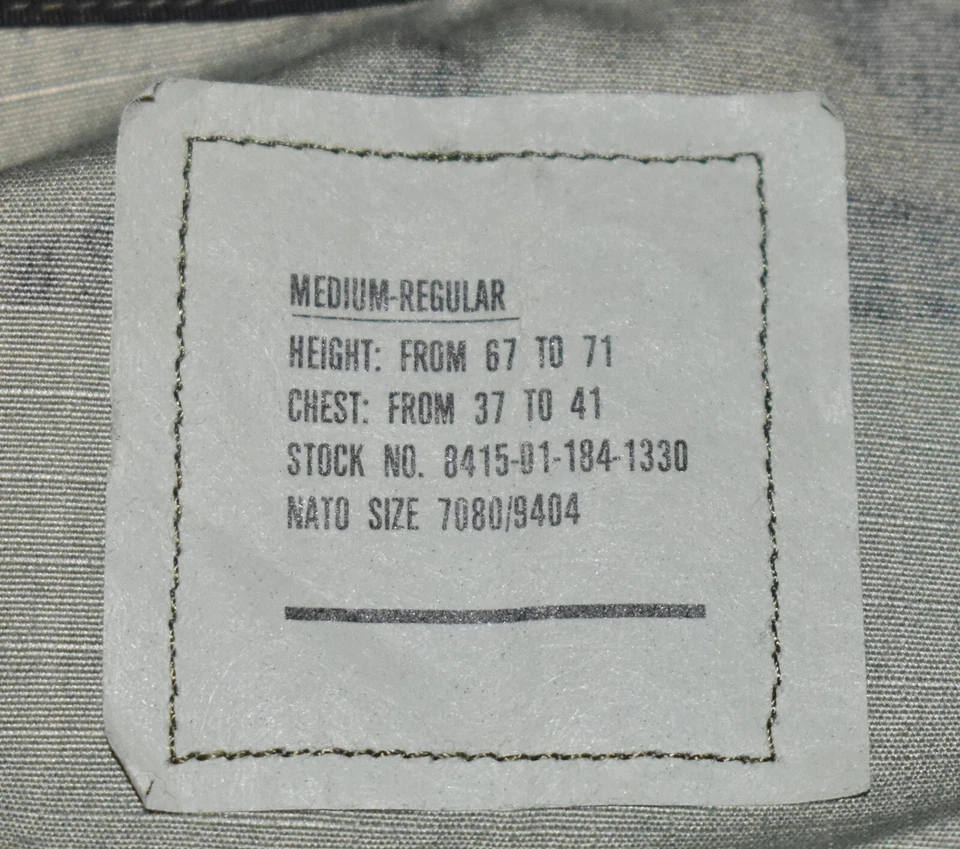 MEDIUM-REGULAR
HEIGHT: FROM 67 TO 71
CHEST: FROM 37 TO 41
STOCK NO. 8415-01-184-1330
NATO SIZE 7080/9404